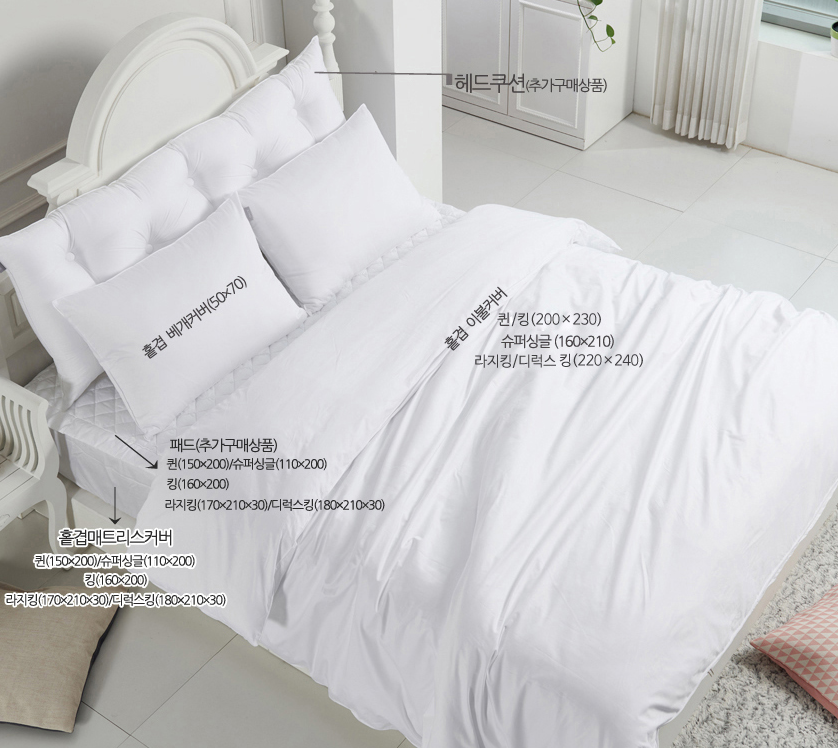 헤드쿠션(추가구매상품)
홑겹 베개커버(50×70)
홑겹 이불커버
퀸/킹(200×230)
슈퍼싱글 (160×210)
라지킹/디럭스 킹(220×240)
패드(추가구매상품)
퀸(150×200)/슈퍼싱글(110×200)
킹(160×200)
라지킹(170×210×30)/디럭스킹(180×210×30)
홑겹매트리스커버
퀸(150×200)/슈퍼싱글(110×200)
킹(160×200)
라지킹(170×210×30)/디럭스킹(180×210×30)